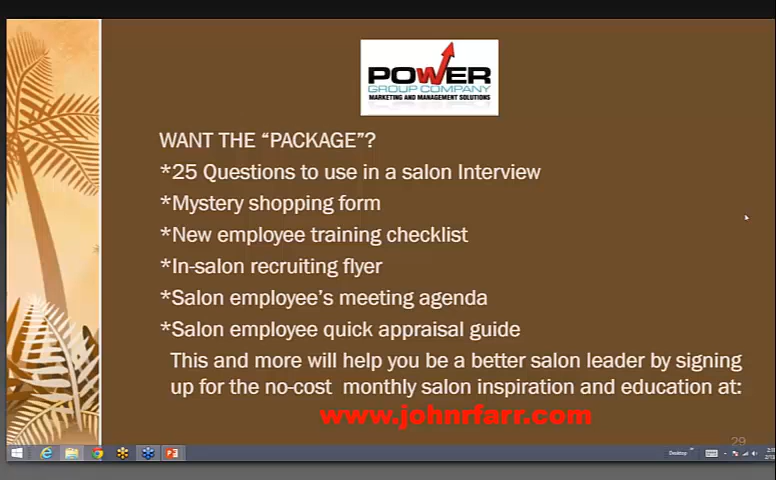 POWER
GROUP COMPANY
MARKETING AND MANAGEMENT SOLUTIONS
WANT THE “PACKAGE”?
*25 Questions to use in a salon Interview
*Mystery shopping form
*New employee training checklist
*In-salon recruiting flyer
*Salon employee’s meeting agenda
*Salon employee quick appraisal guide
This and more will help you be a better salon leader by signing
up for the no-cost monthly salon inspiration and education at:
www.johnrfarr.com
29
Desktop